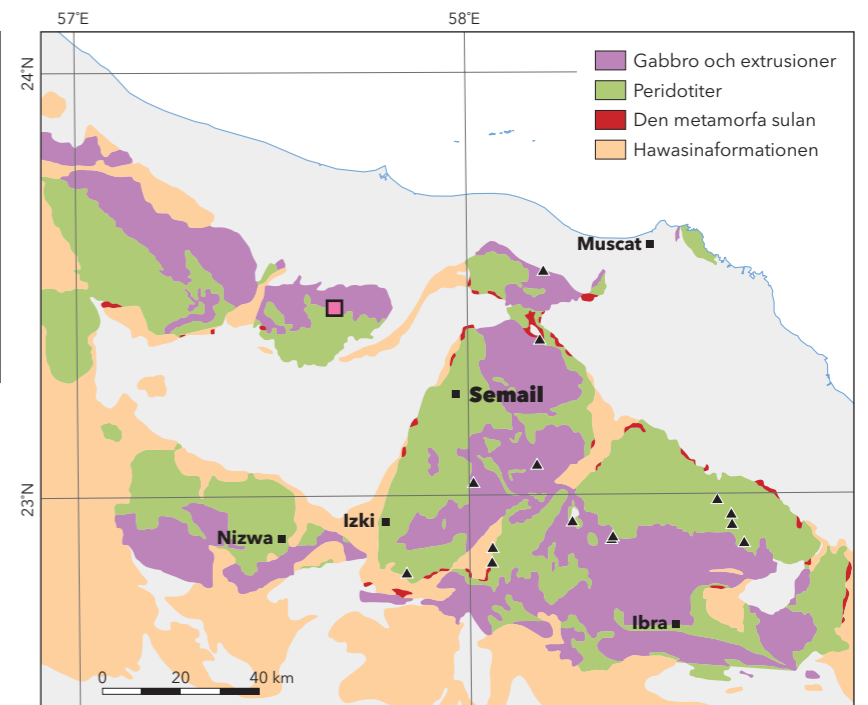 57°E
58°E
24°N
Gabbro och extrusioner
Peridotiter
Den metamorfa sulan
Hawasinaformationen
Muscat
Semail
23°N
Izki
Nizwa
Ibra
0 20 40 km